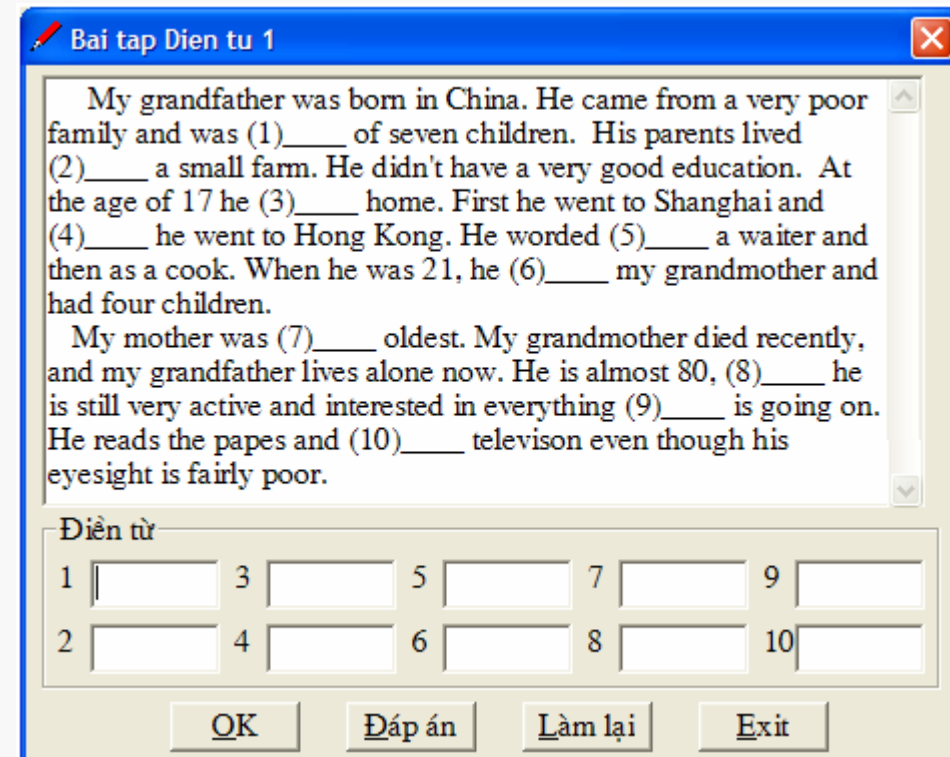 Bai tap Dien tu 1
My grandfather was born in China. He came from a very poor
family and was (1)____ of seven children. His parents lived
(2)____ a small farm. He didn't have a very good education. At
the age of 17 he (3)____ home. First he went to Shanghai and
(4)____ he went to Hong Kong. He worded (5)____ a waiter and
then as a cook. When he was 21, he (6)____ my grandmother and
had four children.
My mother was (7)____ oldest. My grandmother died recently,
and my grandfather lives alone now. He is almost 80, (8)____ he
is still very active and interested in everything (9)____ is going on.
He reads the papes and (10)____ televison even though his
eyesight is fairly poor.
Điền từ
1 3 5 7 9
2 4 6 8 10
OK Đáp án Làm lại Exit